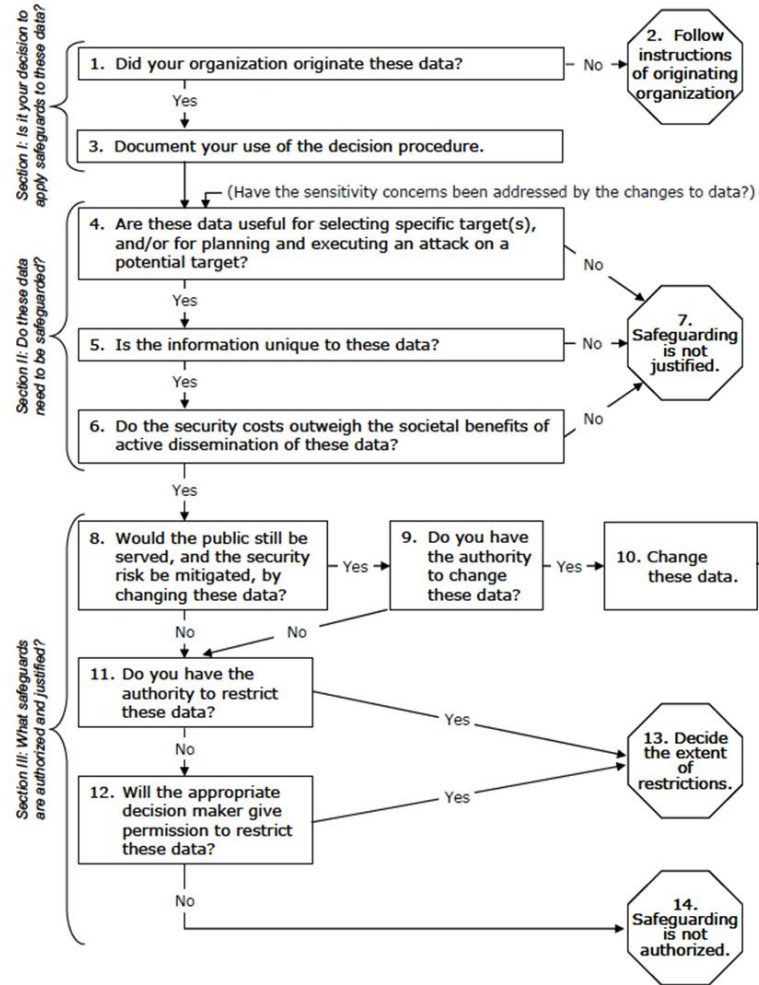 Section I: Is it your decision to
apply safeguards to these data?
1. Did your organization originate these data?
No
2. Follow
instructions
of originating
organization
Yes
3. Document your use of the decision procedure.
(Have the sensitivity concerns been addressed by the changes to data?)
Section II: Do these data
need to be safeguarded?
4. Are these data useful for selecting specific target(s),
and/or for planning and executing an attack on a
potential target?
No
Yes
7.
Safeguarding
is not
justified.
5. Is the information unique to these data?
No
Yes
6. Do the security costs outweigh the societal benefits of
active dissemination of these data?
No
Yes
Section III: What safeguards
are authorized and justified?
8. Would the public still be
served, and the security
risk be mitigated, by
changing these data?
Yes
9. Do you have
the authority
to change
these data?
Yes
10. Change
these data.
No
No
11. Do you have the
authority to restrict
these data?
Yes
13. Decide
the extent
of
restrictions.
No
12. Will the appropriate
decision maker give
permission to restrict
these data?
Yes
No
14.
Safeguarding
is not
authorized.